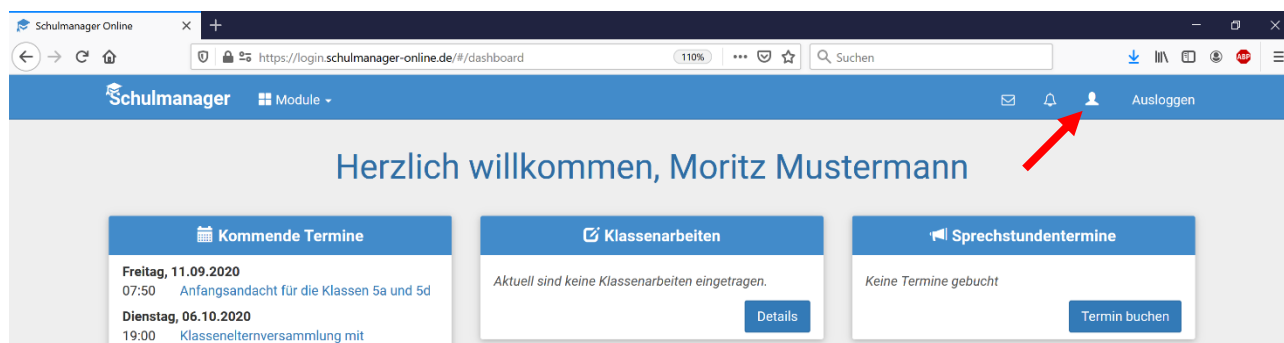 Schulmanager Online
https://login.schulmanager-online.de/#/dashboard
110%
Suchen
ABP
Schulmanager
Module
Ausloggen
Herzlich willkommen, Moritz Mustermann
Kommende Termine
Freitag, 11.09.2020
07:50 Anfangsandacht für die Klassen 5a und 5d
Dienstag, 06.10.2020
19:00 Klassenelternversammlung mit
Klassenarbeiten
Aktuell sind keine Klassenarbeiten eingetragen.
Details
Sprechstundentermine
Keine Termine gebucht
Termin buchen